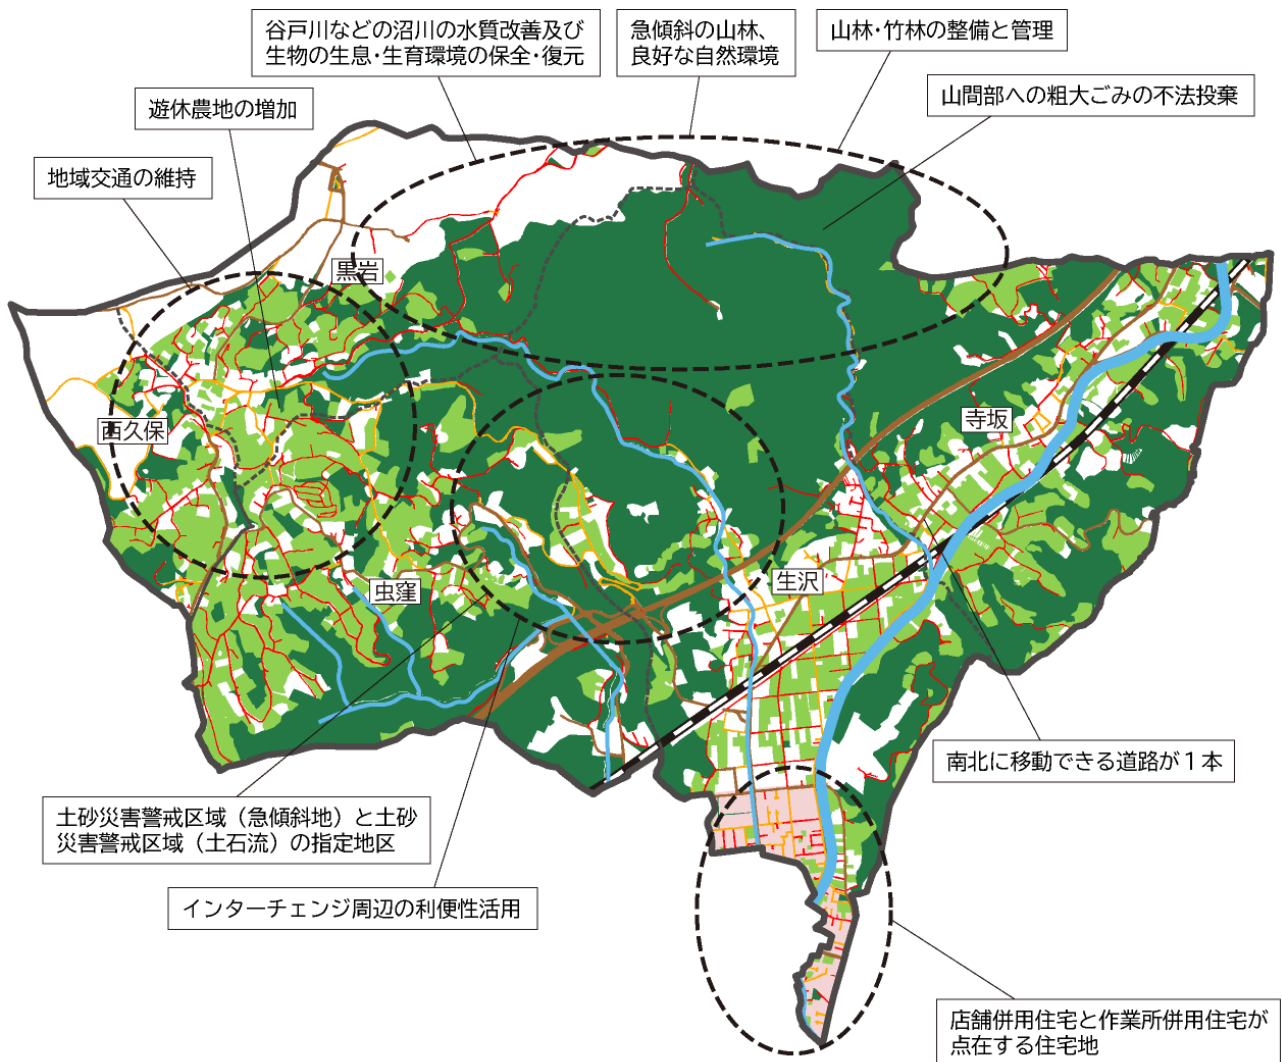 谷戸川などの沼川の水質改善及び
生物の生息･生育環境の保全･復元
急傾斜の山林、
良好な自然環境
山林･竹林の整備と管理
山間部への粗大ごみの不法投棄
遊休農地の増加
地域交通の維持
黒岩
西久保
寺坂
虫窪
生沢
南北に移動できる道路が１本
土砂災害警戒区域（急傾斜地）と土砂
災害警戒区域（土石流）の指定地区
インターチェンジ周辺の利便性活用
店舗併用住宅と作業所併用住宅が
点在する住宅地